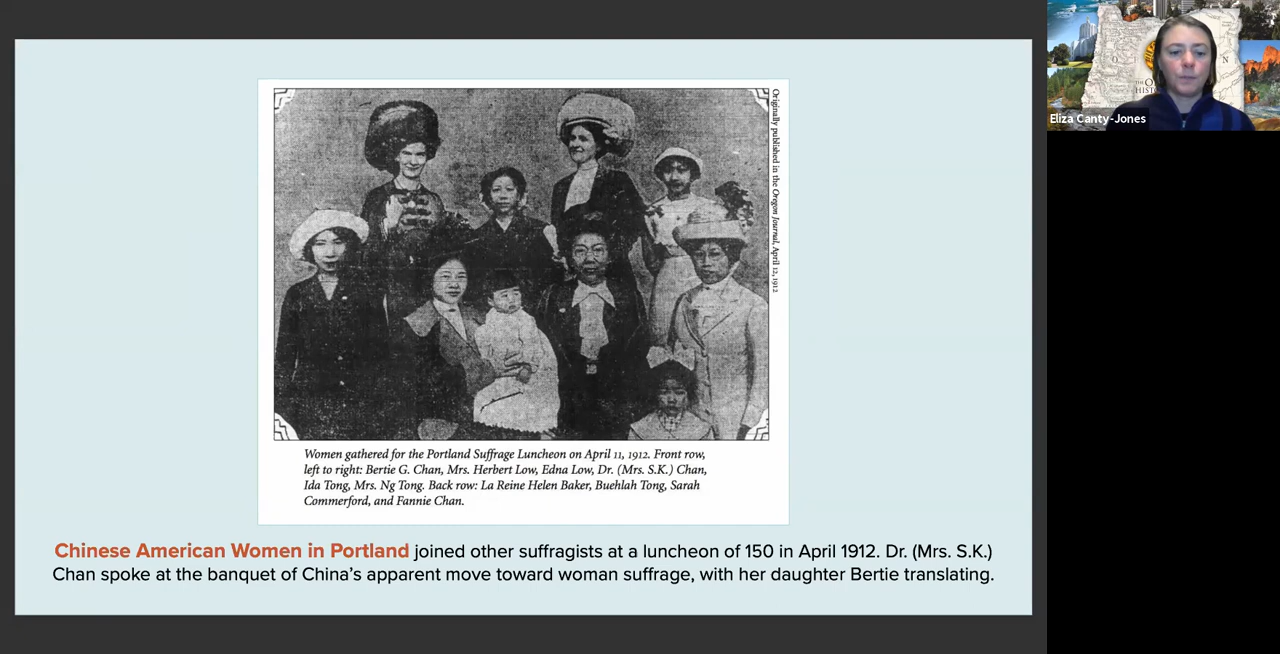 Originally published in the Oregon Journal, April 12, 1912
Women gathered for the Portland Suffrage Luncheon on April 11, 1912. Front row,
left to right: Bertie G. Chan, Mrs. Herbert Low, Edna Low, Dr. (Mrs. S.K.) Chan,
Ida Tong, Mrs. Ng Tong. Back row: La Reine Helen Baker, Buehlah Tong, Sarah
Commerford, and Fannie Chan.
Chinese American Women in Portland joined other suffragists at a luncheon of 150 in April 1912. Dr. (Mrs. S.K.)
Chan spoke at the banquet of China’s apparent move toward woman suffrage, with her daughter Bertie translating.
Eliza Canty-Jones